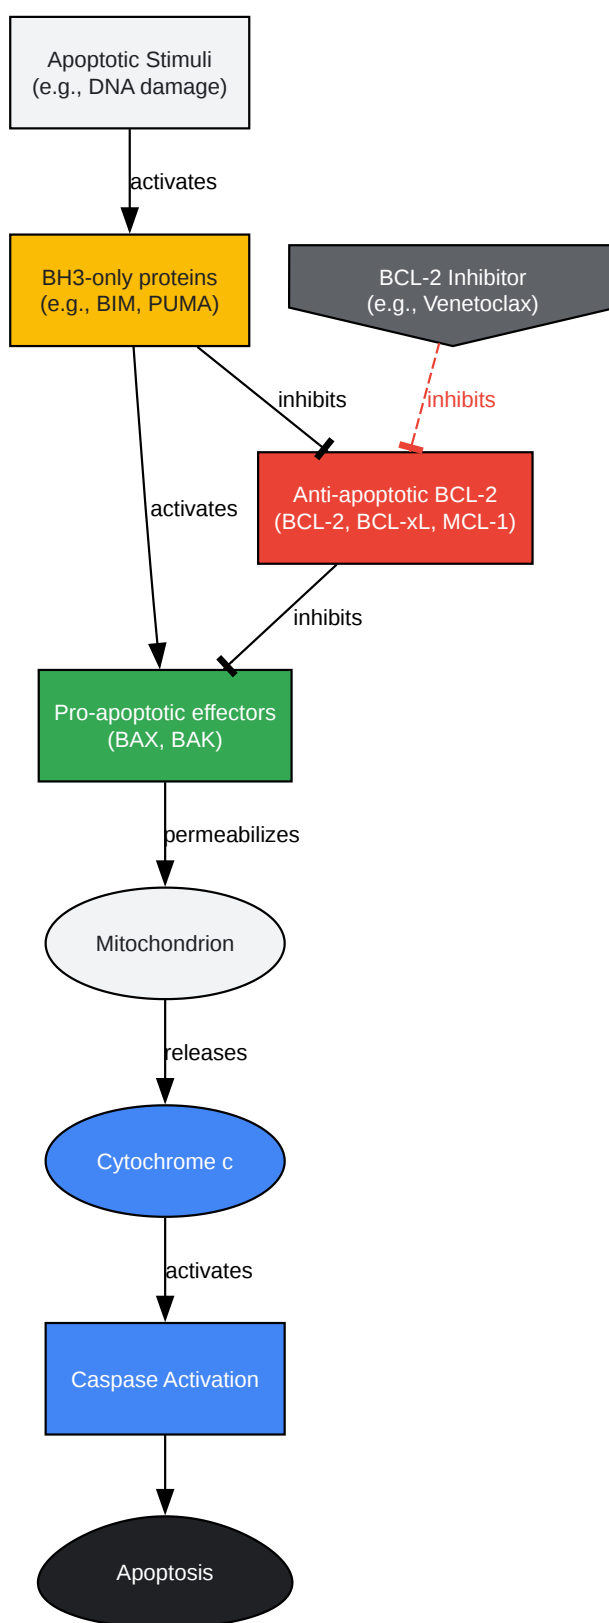 Apoptotic Stimuli
(e.g., DNA damage)
activates
BH3-only proteins
(e.g., BIM, PUMA)
BCL-2 Inhibitor
(e.g., Venetoclax)
inhibits
inhibits
activates
Anti-apoptotic BCL-2
(BCL-2, BCL-xL, MCL-1)
inhibits
Pro-apoptotic effectors
(BAX, BAK)
permeabilizes
Mitochondrion
releases
Cytochrome c
activates
Caspase Activation
Apoptosis